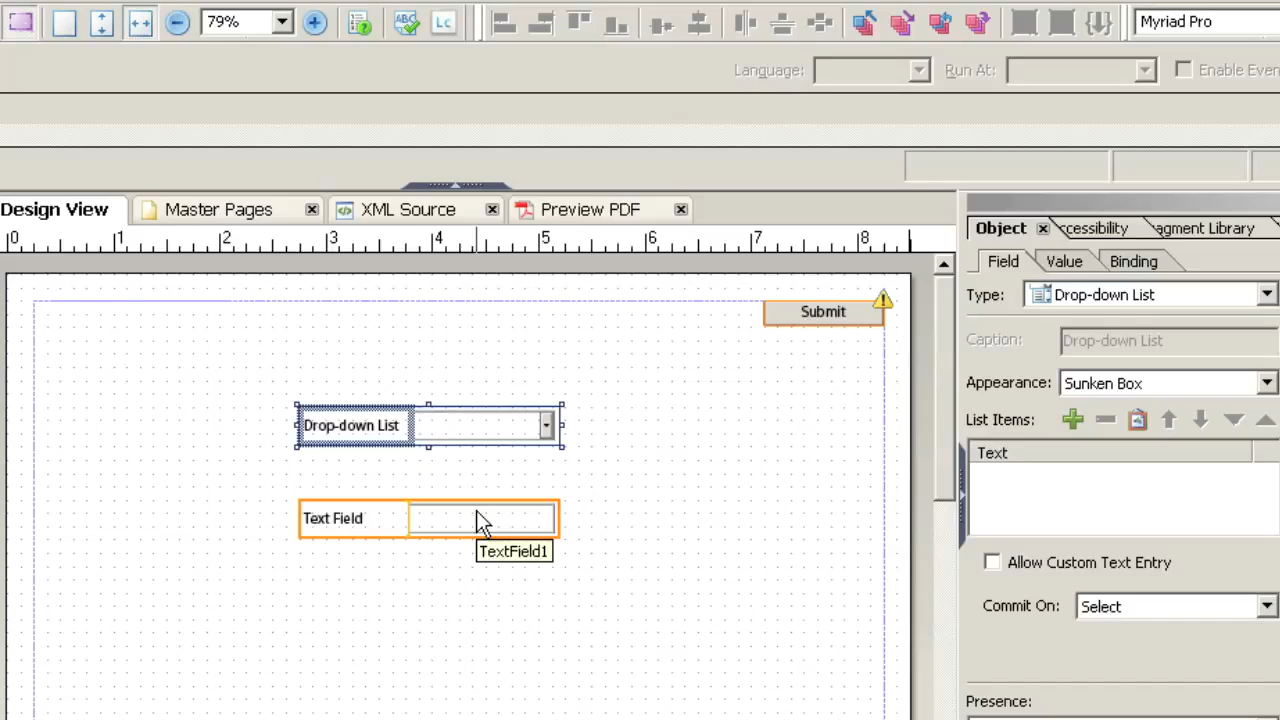 79%
ABC
Lc
Myriad Pro
Language:
Run At:
Enable Even
Design View
Master Pages
XML Source
Preview PDF
0 1 2 3 4 5 6 7 8
Object
ccessibility
agment Library
Field
Value
Binding
Type:
Drop-down List
Submit
Caption:
Drop-down List
Appearance:
Sunken Box
List Items:
Drop-down List
Text
Text Field
TextField1
Allow Custom Text Entry
Commit On:
Select
Presence: